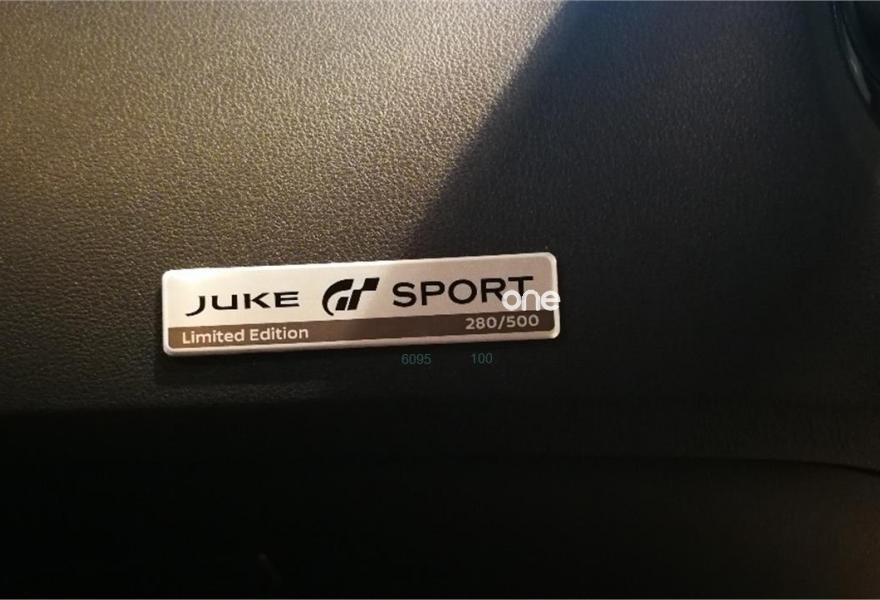 JUKE GT SPORT
one
Limited Edition 280/500
6095 100